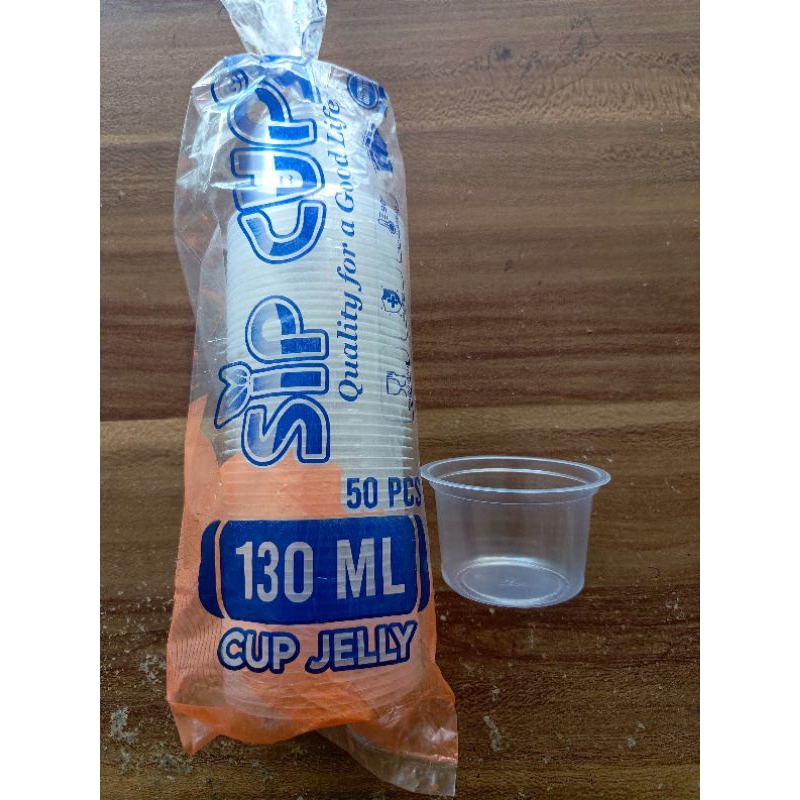 SIP CUP
Quality for a Good Life
50 PCS
130 ML
CUP JELLY